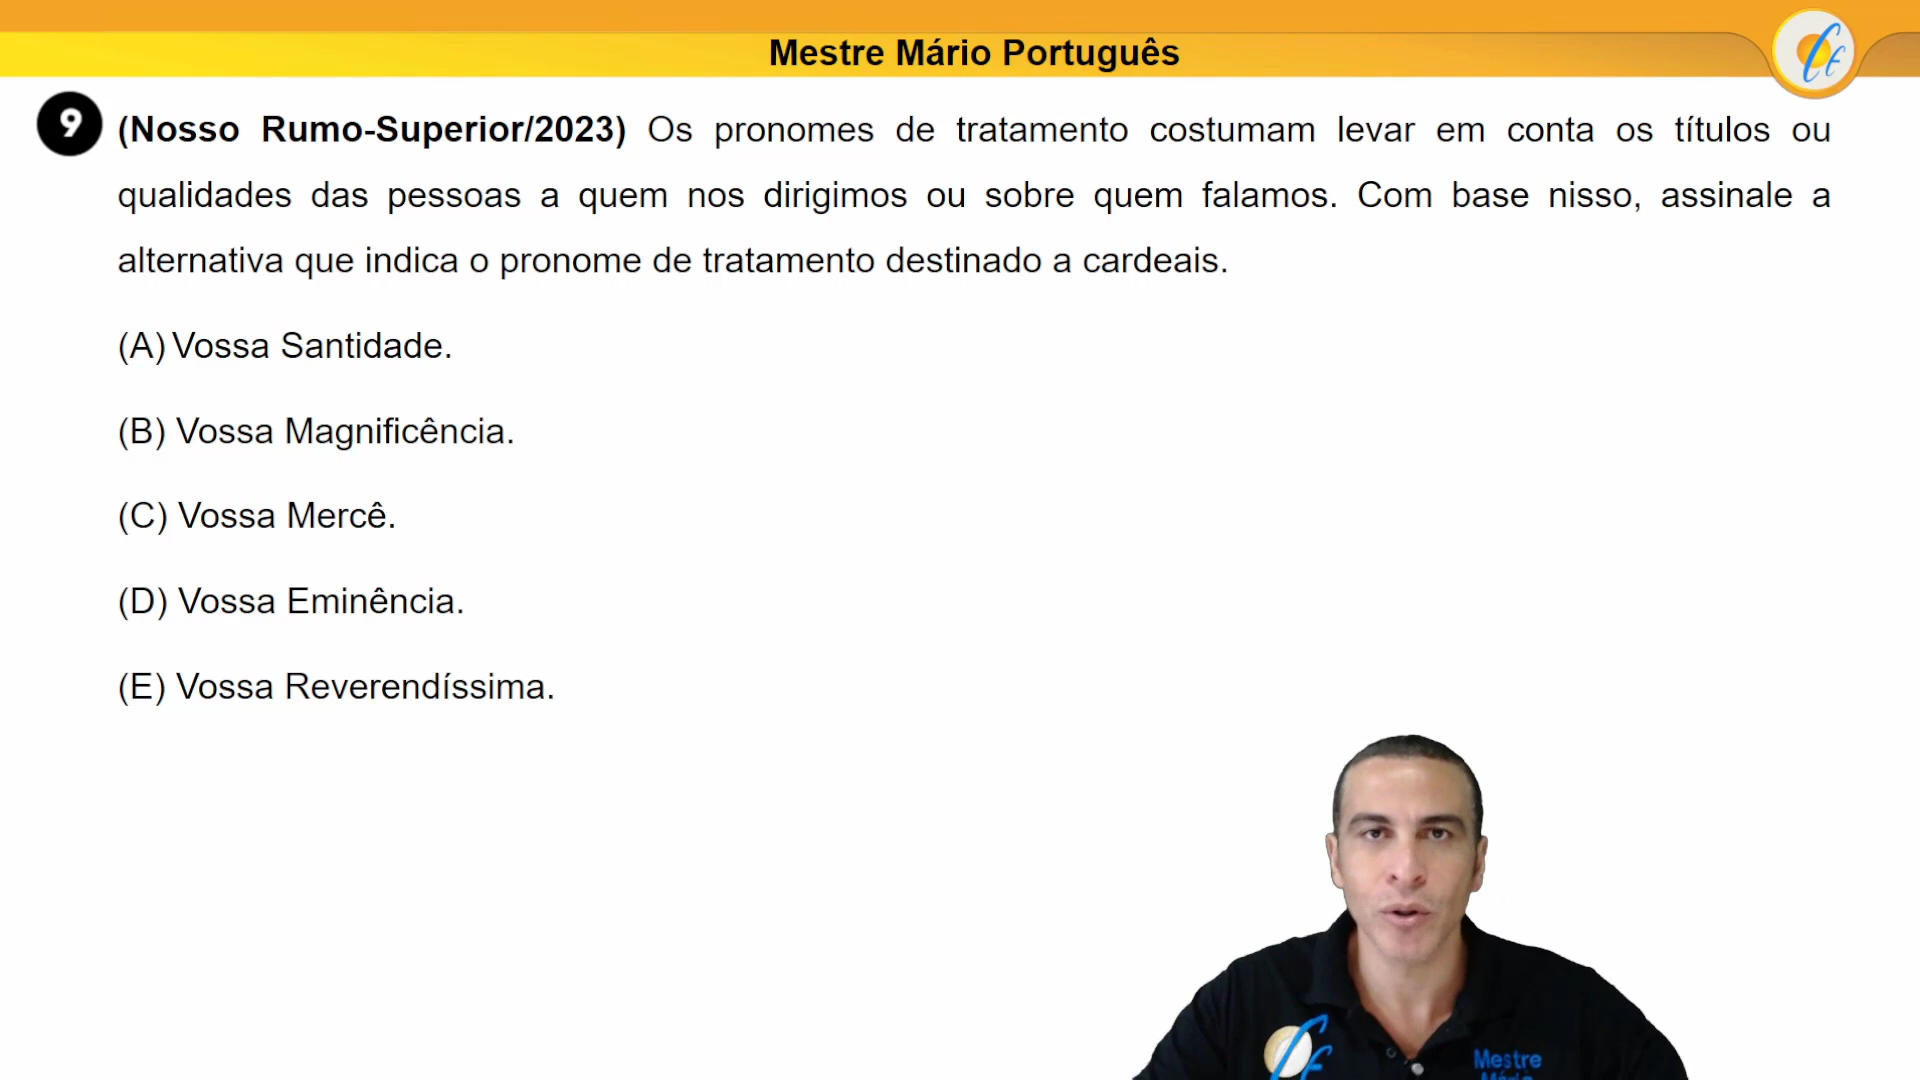 Mestre Mário Português
9
(Nosso Rumo-Superior/2023) Os pronomes de tratamento costumam levar em conta os títulos ou
qualidades das pessoas a quem nos dirigimos ou sobre quem falamos. Com base nisso, assinale a
alternativa que indica o pronome de tratamento destinado a cardeais.
(A) Vossa Santidade.
(B) Vossa Magnificência.
(C) Vossa Mercê.
(D) Vossa Eminência.
(E) Vossa Reverendíssima.
Mestre
Mário